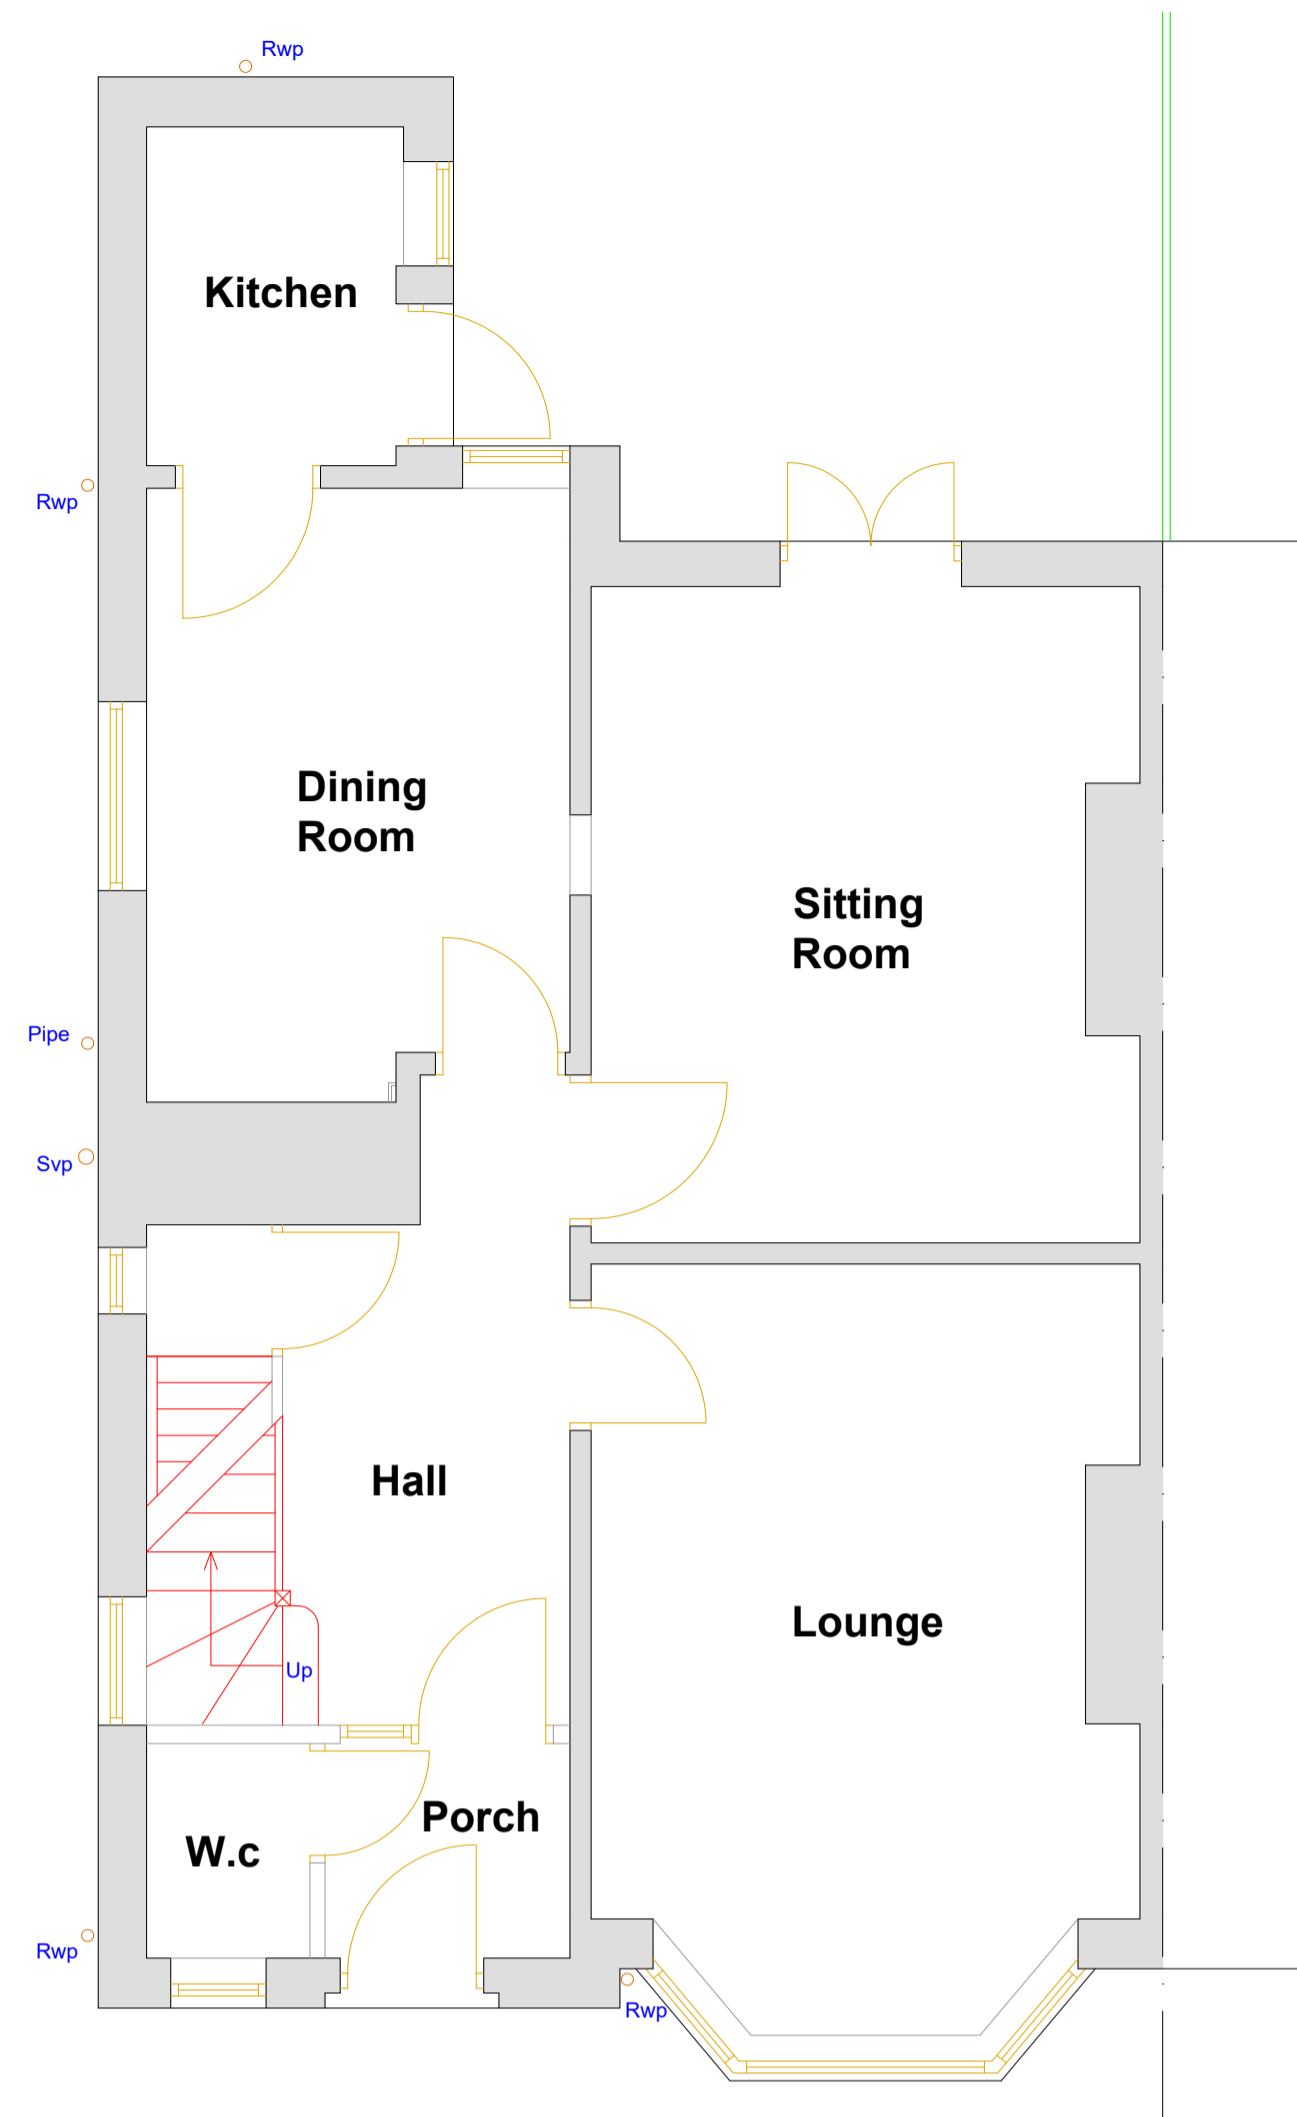 Rwp
Kitchen
Rwp
Dining
Room
Sitting
Room
Pipe
Svp
Hall
Lounge
Up
Porch
W.c
Rwp
Rwp